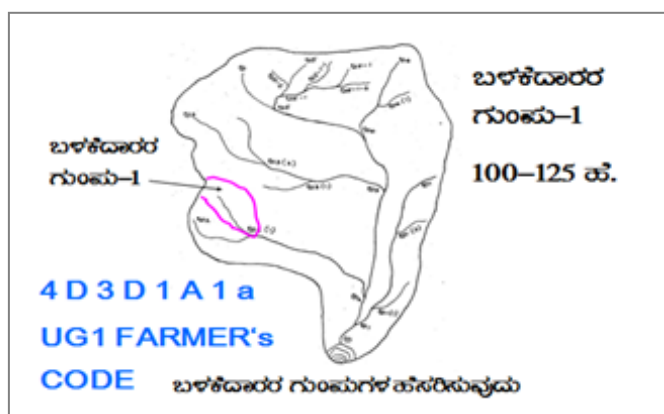 ಬಳಕೆದಾರರ
ಗುಂಪು–1
100–125 ಹೆ.
ಬಳಕೆದಾರರ
ಗುಂಪು–1
4 D 3 D 1 A 1 a
UG1 FARMER's
CODE
ಬಳಕೆದಾರರ ಗುಂಪುಗಳ ಹೆಸರಿಸುವುದು